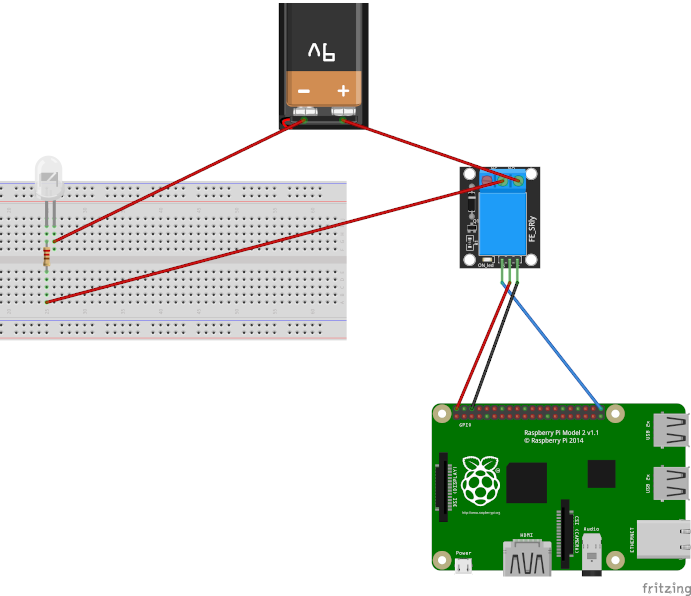 9V
− +
FE_SRly
ON_led
GPIO
Raspberry Pi Model 2 v1.1
© Raspberry Pi 2014
USB 2x
DSI (DISPLAY)
http://www.raspberrypi.org
USB 2x
CSI (CAMERA)
Audio
HDMI
ETHERNET
Power
fritzing